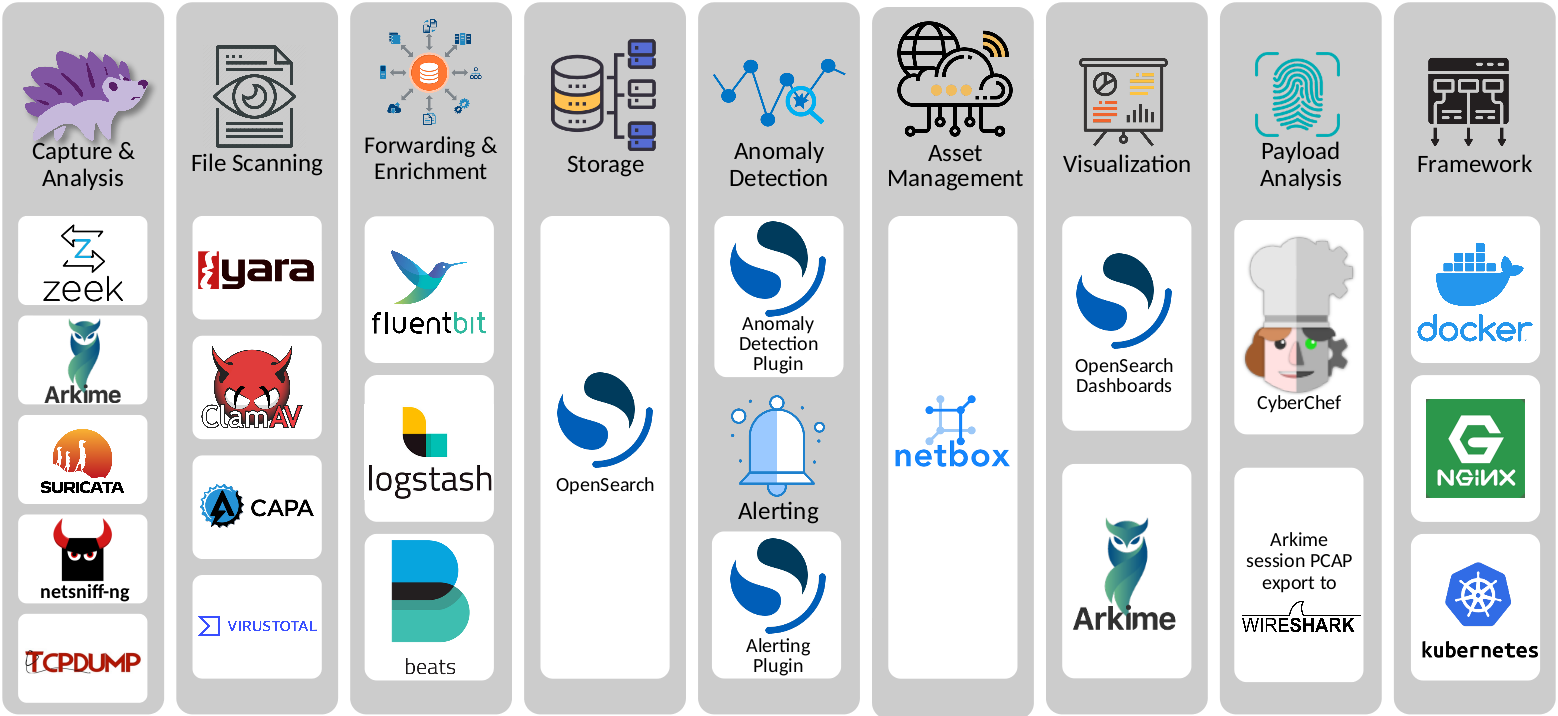 Capture &
Analysis
zeek
Arkime
SURICATA
netsniff-ng
TCPDUMP
File Scanning
yara
ClamAV
CAPA
VIRUSTOTAL
Forwarding &
Enrichment
fluentbit
logstash
beats
Storage
OpenSearch
Anomaly
Detection
Anomaly
Detection
Plugin
Alerting
Alerting
Plugin
Asset
Management
netbox
Visualization
OpenSearch
Dashboards
Arkime
Payload
Analysis
CyberChef
Arkime
session PCAP
export to
WIRESHARK
Framework
docker
NGiNX
kubernetes